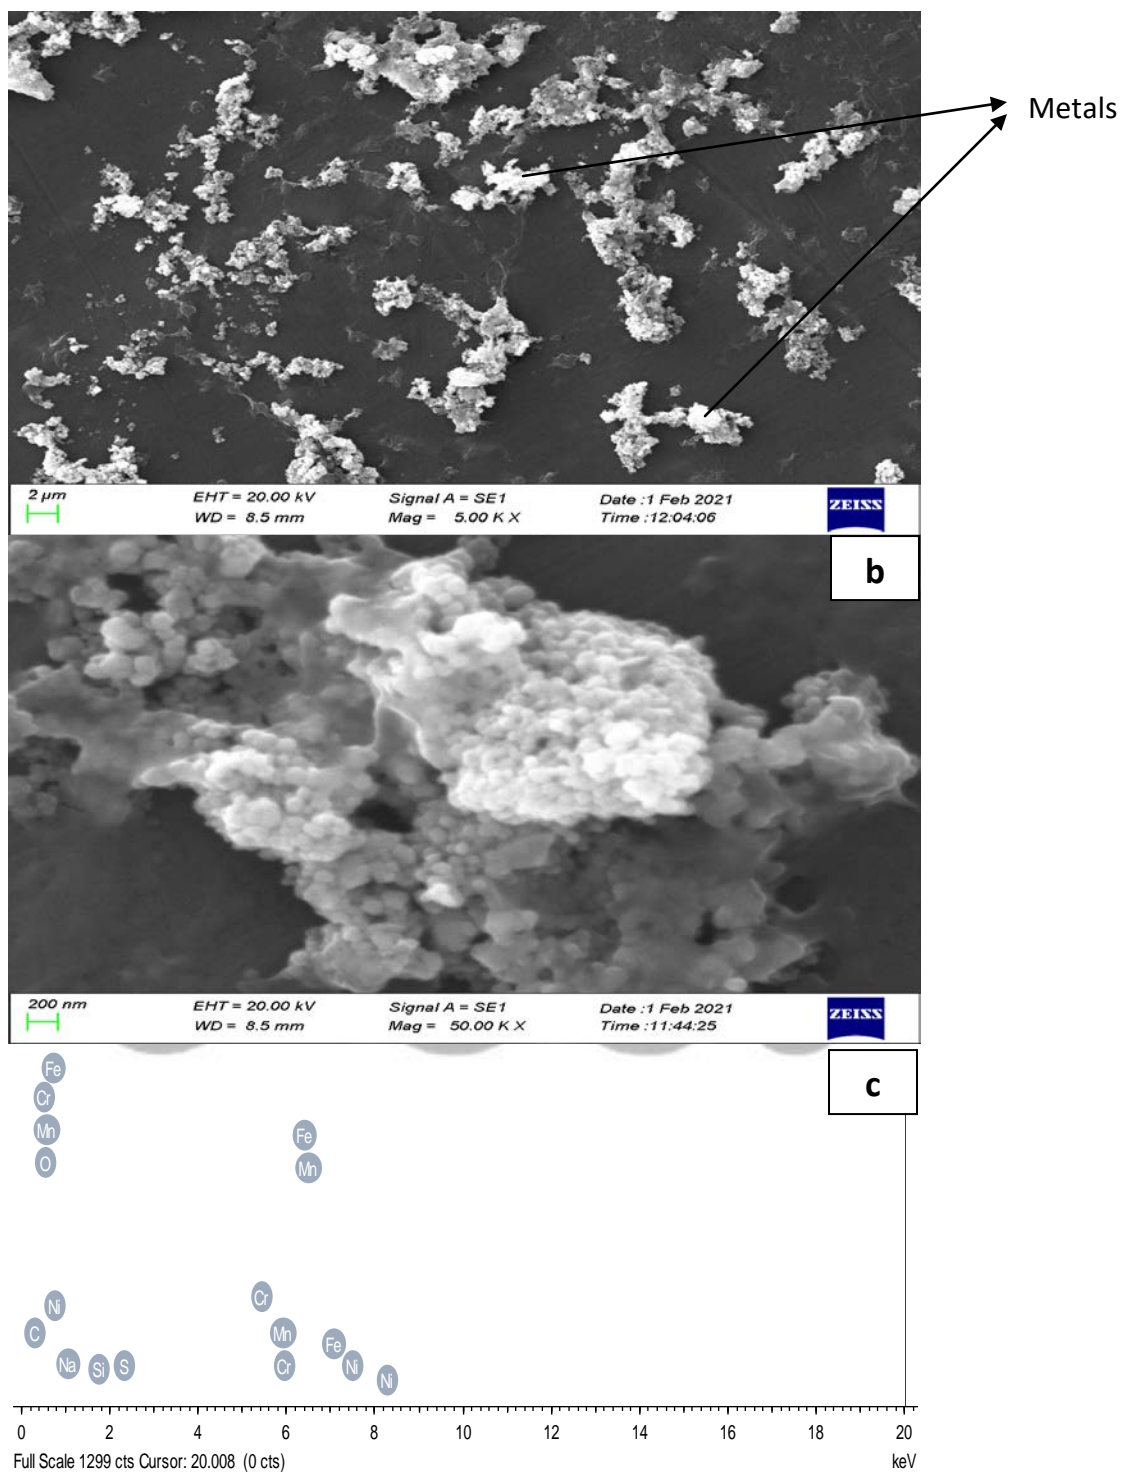 Metals
2 µm
EHT = 20.00 kV
Signal A = SE1
Date :1 Feb 2021
ZEISS
WD = 8.5 mm
Mag = 5.00 K X
Time :12:04:06
b
200 nm
EHT = 20.00 kV
Signal A = SE1
Date :1 Feb 2021
ZEISS
WD = 8.5 mm
Mag = 50.00 K X
Time :11:44:25
c
Fe
Cr
Mn
O
Fe
Mn
Ni
C
Na
Si
S
Cr
Mn
Cr
Fe
Ni
Ni
0 2 4 6 8 10 12 14 16 18 20
Full Scale 1299 cts Cursor: 20.008 (0 cts)
keV